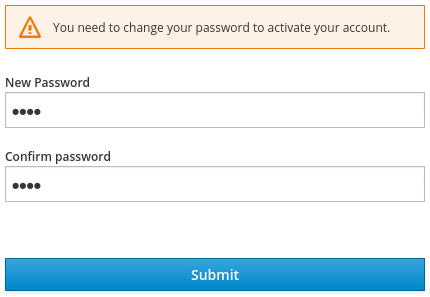 You need to change your password to activate your account.
New Password
••••
Confirm password
••••
Submit